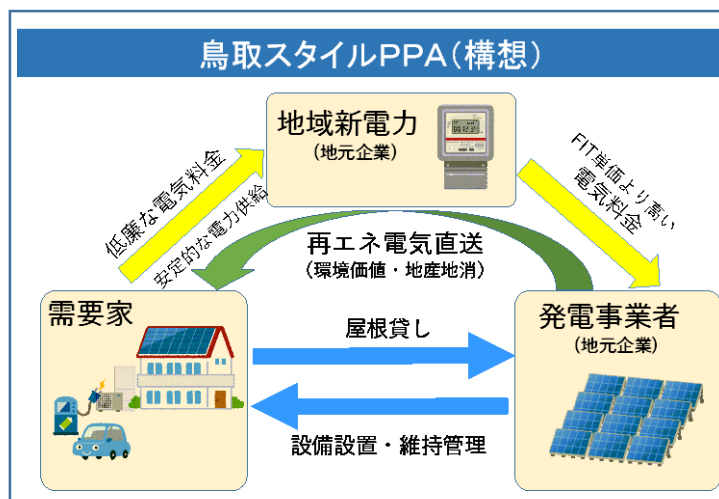 鳥取スタイルPPA(構想)
地域新電力
(地元企業)
低廉な電気料金
安定的な電力供給
FIT単価より高い
電気料金
再エネ電気直送
(環境価値・地産地消)
需要家
発電事業者
(地元企業)
屋根貸し
設備設置・維持管理